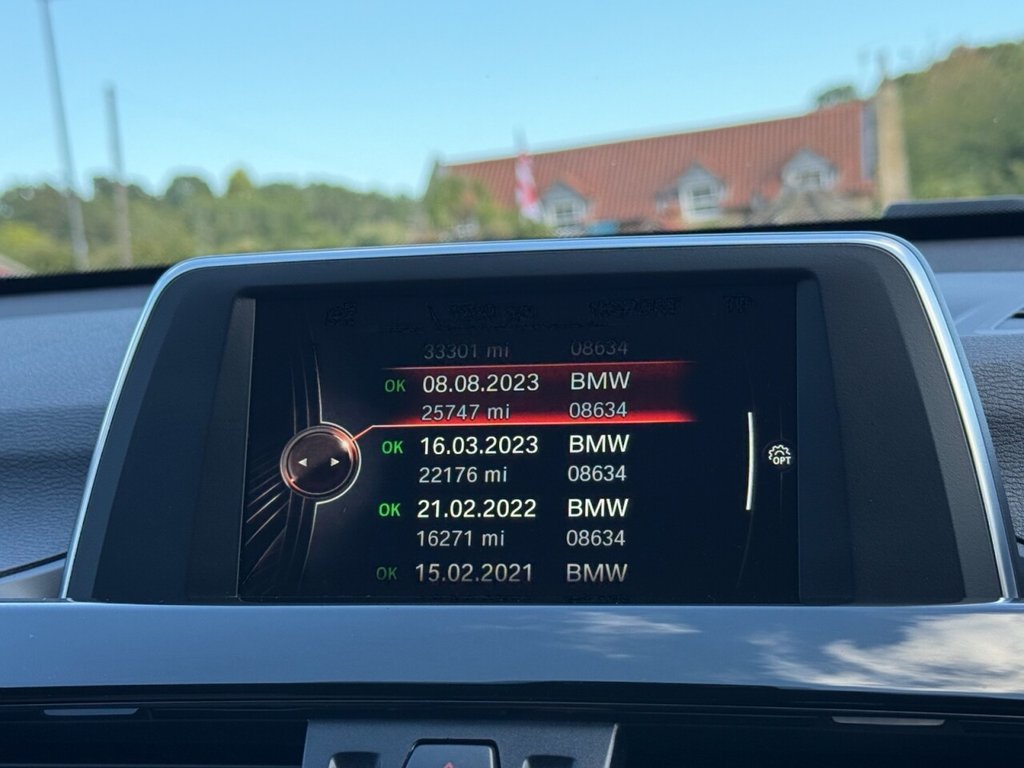 33301 mi 08634
OK 08.08.2023 BMW
25747 mi 08634
OK 16.03.2023 BMW
22176 mi 08634
OK 21.02.2022 BMW
16271 mi 08634
OK 15.02.2021 BMW
OPT